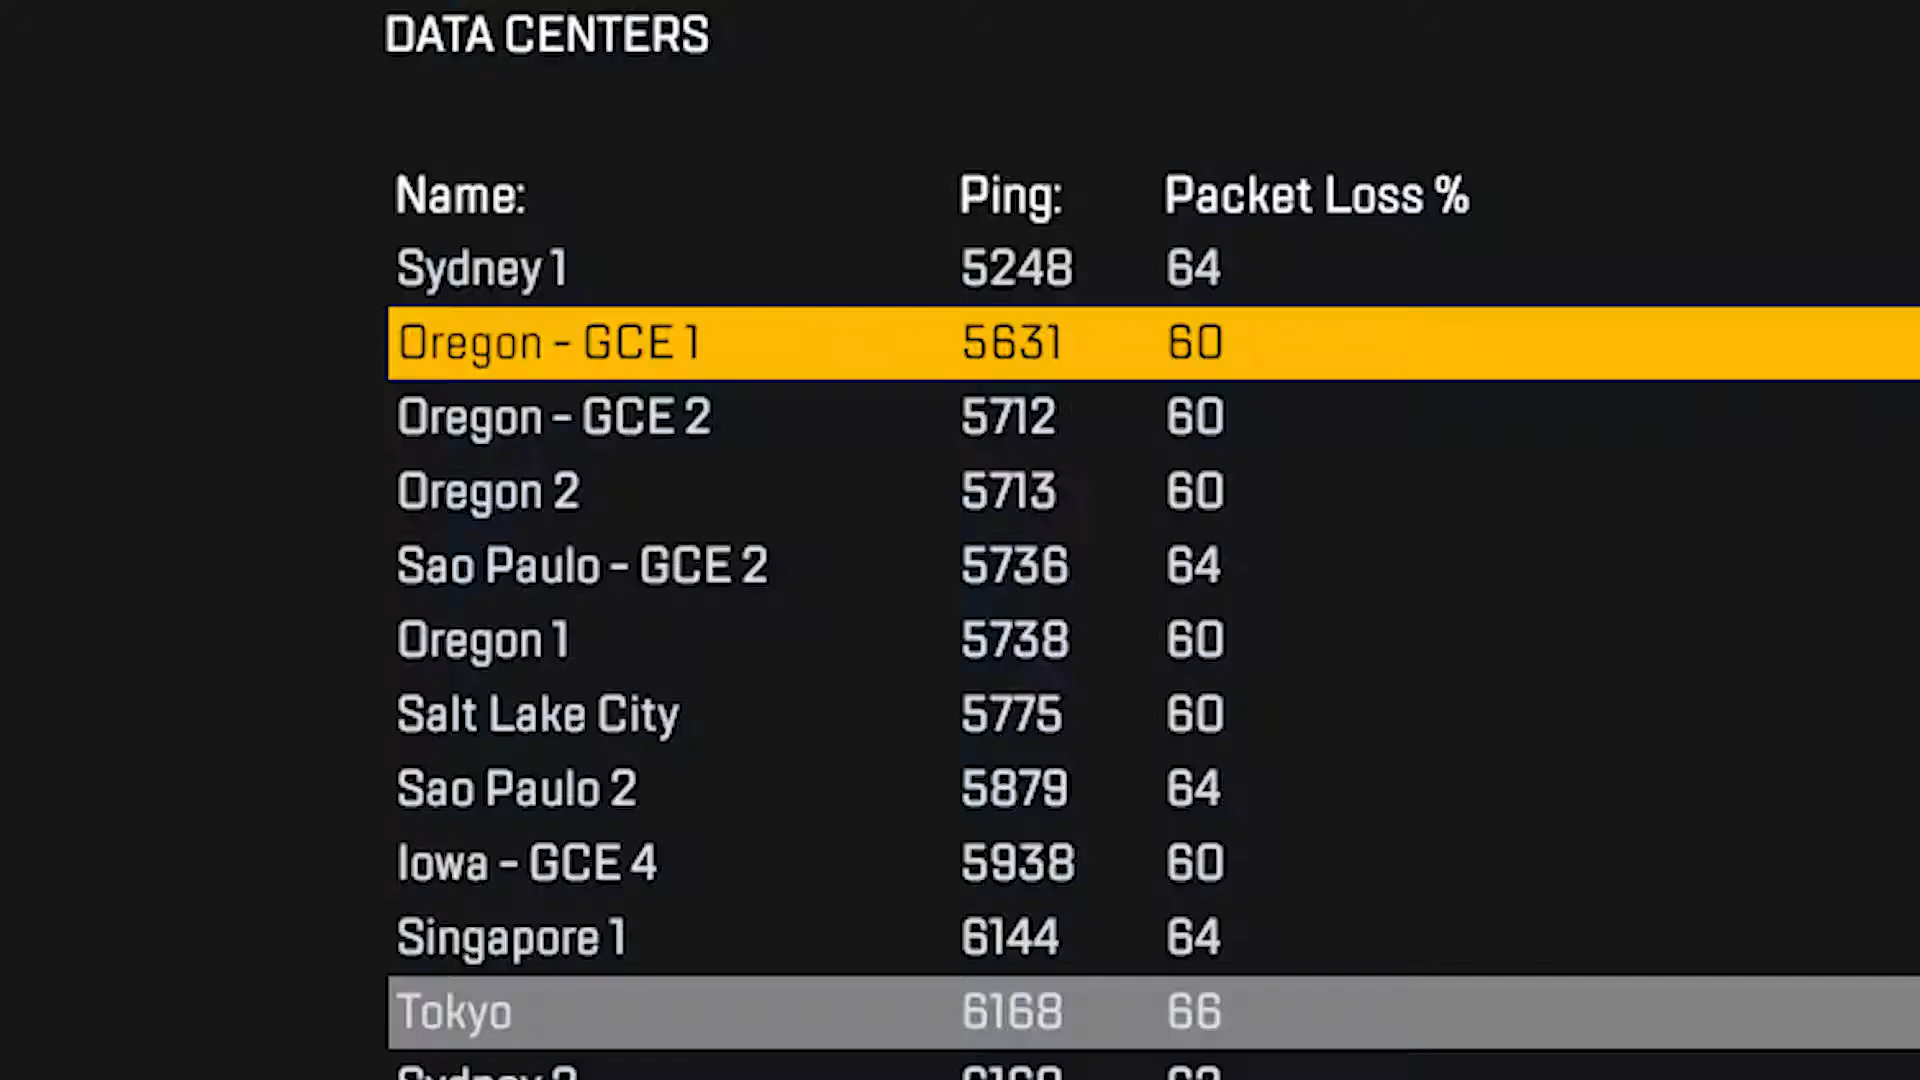 DATA CENTERS
Name: Ping: Packet Loss %
Sydney 1 5248 64
Oregon - GCE 1 5631 60
Oregon - GCE 2 5712 60
Oregon 2 5713 60
Sao Paulo - GCE 2 5736 64
Oregon 1 5738 60
Salt Lake City 5775 60
Sao Paulo 2 5879 64
Iowa - GCE 4 5938 60
Singapore 1 6144 64
Tokyo 6168 66
Sydney 2